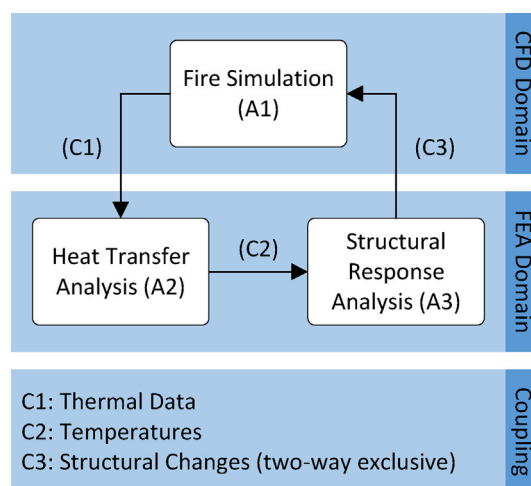 Fire Simulation
(A1)
CFD Domain
(C1)
(C3)
Heat Transfer
Analysis (A2)
(C2)
Structural
Response
Analysis (A3)
FEA Domain
C1: Thermal Data
C2: Temperatures
C3: Structural Changes (two-way exclusive)
Coupling